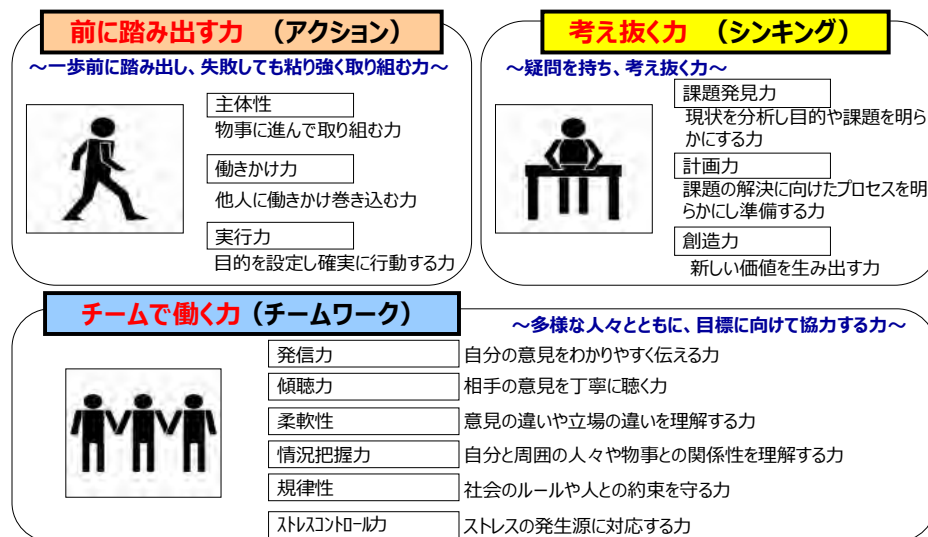 前に踏み出す力 （アクション）
～一歩前に踏み出し、失敗しても粘り強く取り組む力～
主体性
物事に進んで取り組む力
働きかけ力
他人に働きかけ巻き込む力
実行力
目的を設定し確実に行動する力
考え抜く力 （シンキング）
～疑問を持ち、考え抜く力～
課題発見力
現状を分析し目的や課題を明ら
かにする力
計画力
課題の解決に向けたプロセスを明
らかにし準備する力
創造力
新しい価値を生み出す力
チームで働く力（チームワーク）
～多様な人々とともに、目標に向けて協力する力～
発信力 自分の意見をわかりやすく伝える力
傾聴力 相手の意見を丁寧に聴く力
柔軟性 意見の違いや立場の違いを理解する力
情況把握力 自分と周囲の人々や物事との関係性を理解する力
規律性 社会のルールや人との約束を守る力
ｽﾄﾚｽｺﾝﾄﾛｰﾙ力 ストレスの発生源に対応する力